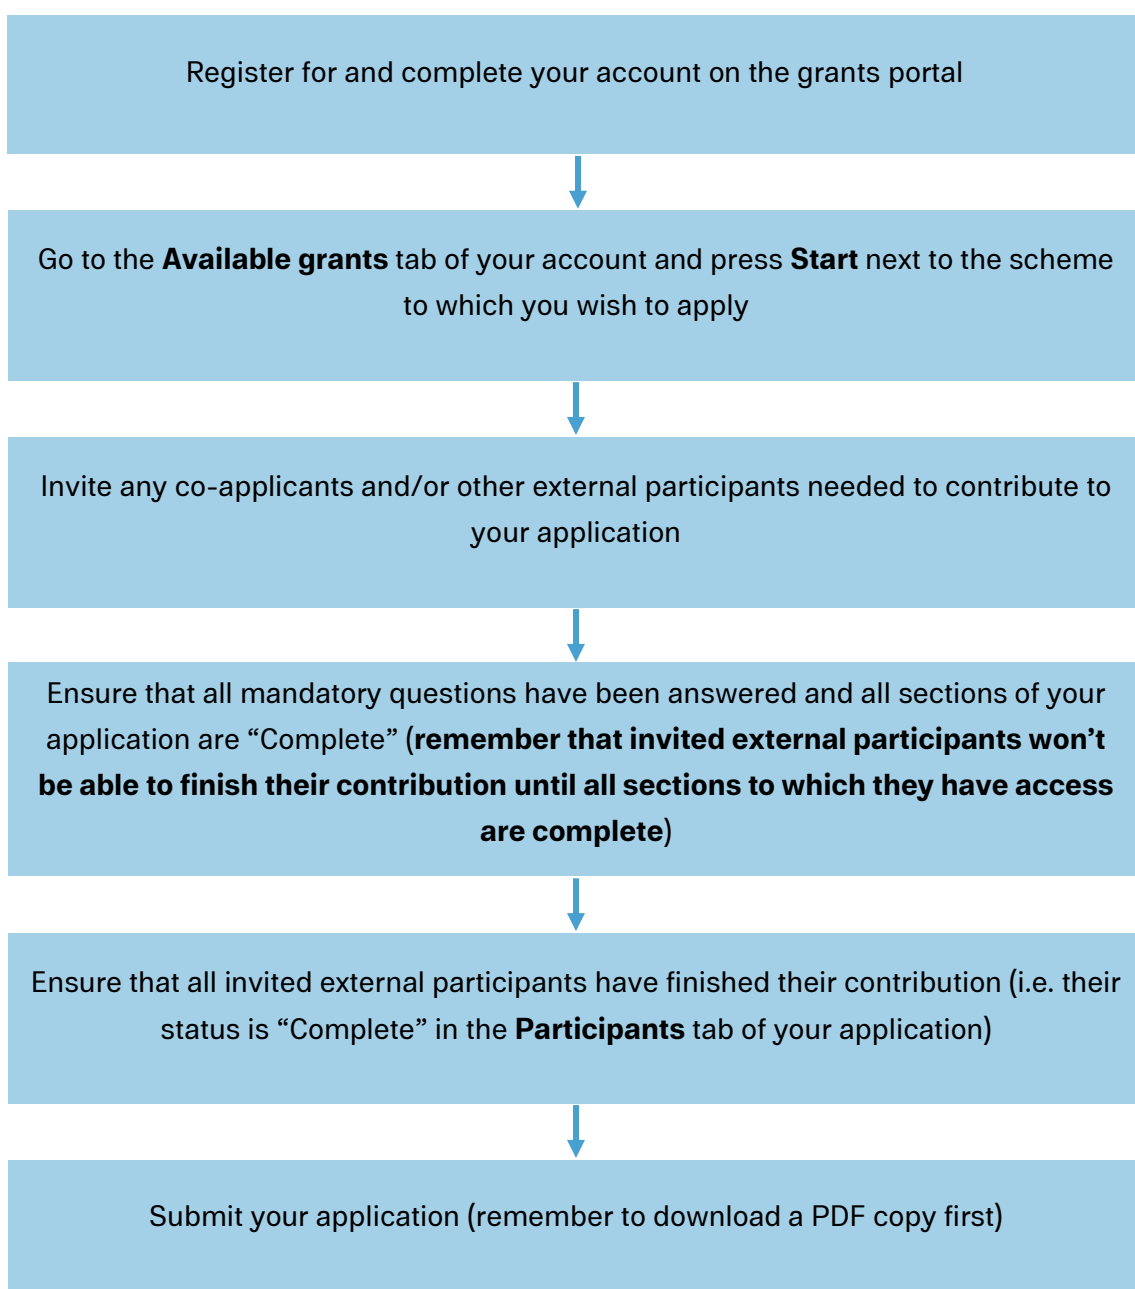 Register for and complete your account on the grants portal
Go to the Available grants tab of your account and press Start next to the scheme
to which you wish to apply
Invite any co-applicants and/or other external participants needed to contribute to
your application
Ensure that all mandatory questions have been answered and all sections of your
application are “Complete” (remember that invited external participants won’t
be able to finish their contribution until all sections to which they have access
are complete)
Ensure that all invited external participants have finished their contribution (i.e. their
status is “Complete” in the Participants tab of your application)
Submit your application (remember to download a PDF copy first)